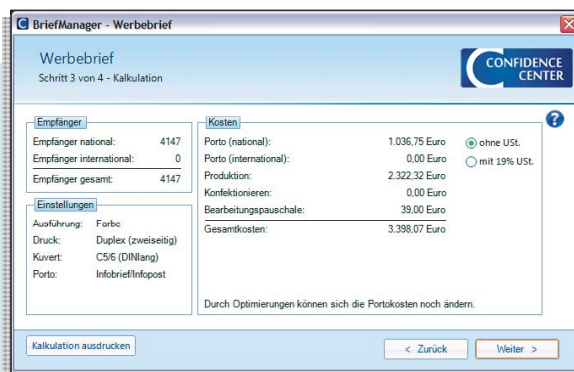 BriefManager - Werbebrief
Werbebrief
Schritt 3 von 4 - Kalkulation
CONFIDENCE
CENTER
Empfänger
Empfänger national: 4147
Empfänger international: 0
Empfänger gesamt: 4147
Einstellungen
Ausführung: Farbe
Druck: Duplex (zweiseitig)
Kuvert: C5/6 (DINlang)
Porto: Infobrief/Infopost
Kosten
Porto (national): 1.036,75 Euro
Porto (international): 0,00 Euro
Produktion: 2.322,32 Euro
Konfektionieren: 0,00 Euro
Bearbeitungspauschale: 39,00 Euro
Gesamtkosten: 3.398,07 Euro
ohne USt.
mit 19% USt.
Durch Optimierungen können sich die Portokosten noch ändern.
Kalkulation ausdrucken
< Zurück
Weiter >